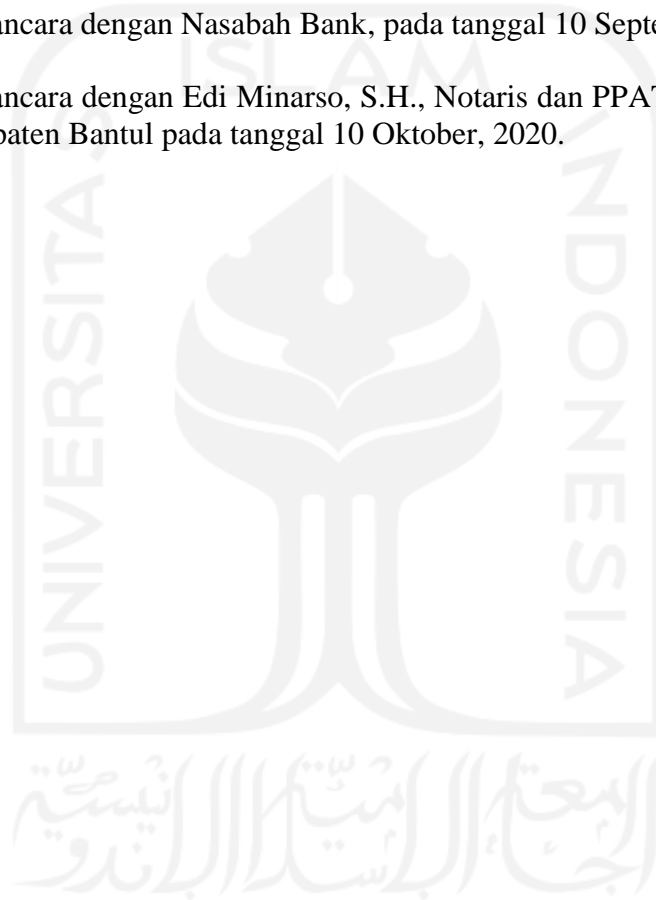 ancara dengan Nasabah Bank, pada tanggal 10 Septe
ancara dengan Edi Minarso, S.H., Notaris dan PPAT
paten Bantul pada tanggal 10 Oktober, 2020.
ISLAM
UNIVERSITAS
INDONESIA